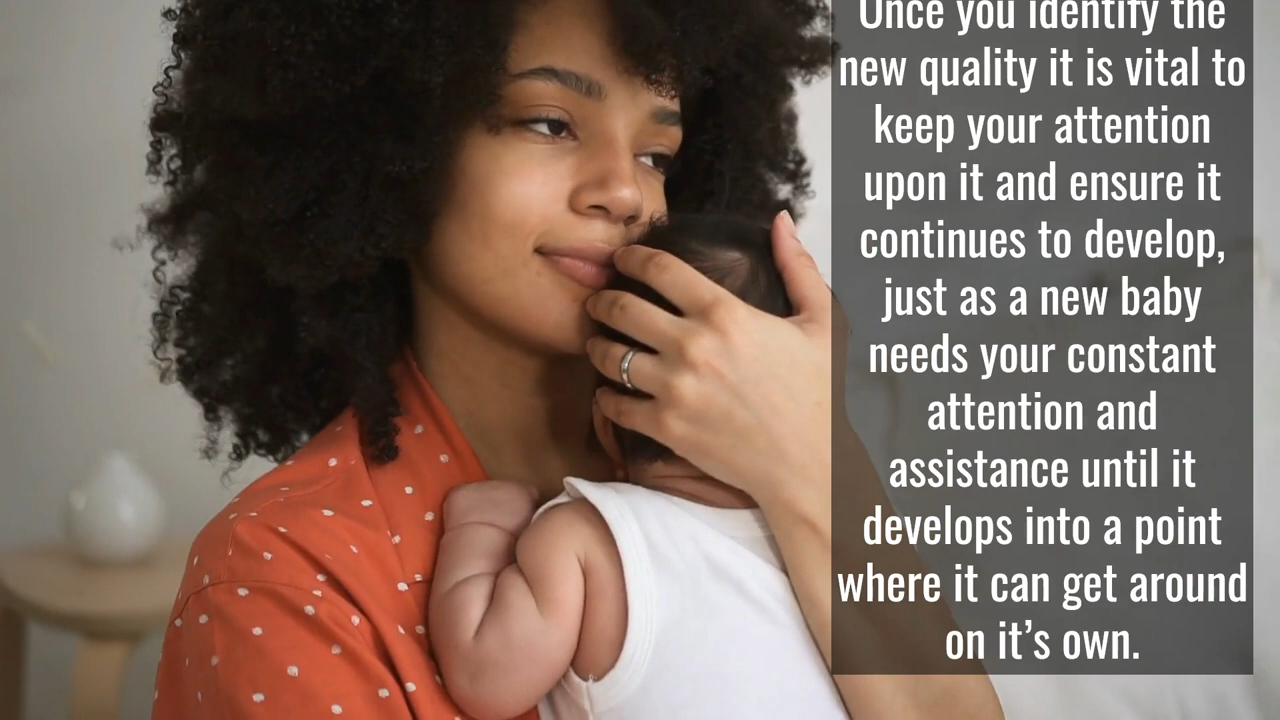 Once you identify the
new quality it is vital to
keep your attention
upon it and ensure it
continues to develop,
just as a new baby
needs your constant
attention and
assistance until it
develops into a point
where it can get around
on it’s own.